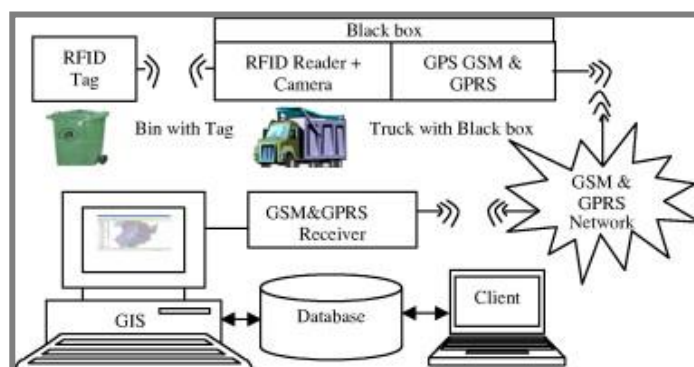 Black box
RFID
Tag
RFID Reader +
Camera
GPS GSM &
GPRS
Bin with Tag
Truck with Black box
GSM &
GPRS
Network
GSM&GPRS
Receiver
GIS
Database
Client